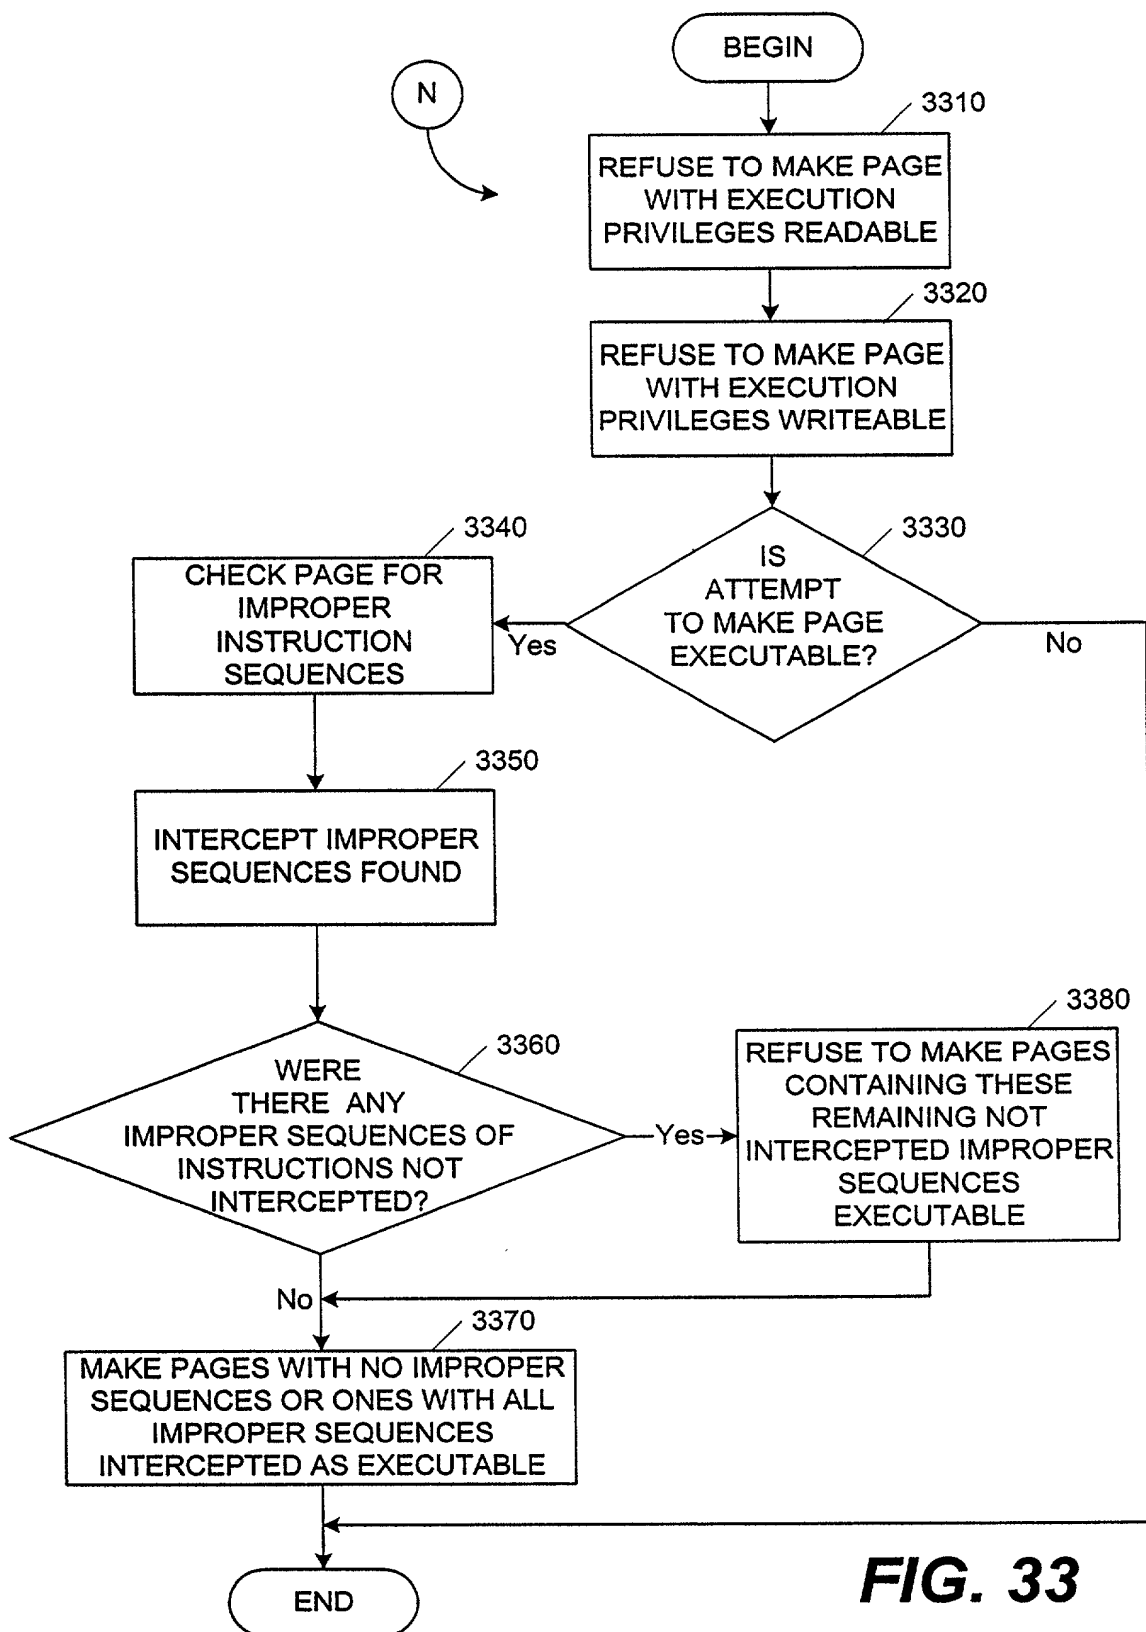 BEGIN
N
3310
REFUSE TO MAKE PAGE
WITH EXECUTION
PRIVILEGES READABLE
3320
REFUSE TO MAKE PAGE
WITH EXECUTION
PRIVILEGES WRITEABLE
3330
IS
ATTEMPT
TO MAKE PAGE
EXECUTABLE?
Yes
No
3340
CHECK PAGE FOR
IMPROPER
INSTRUCTION
SEQUENCES
3350
INTERCEPT IMPROPER
SEQUENCES FOUND
3360
WERE
THERE ANY
IMPROPER SEQUENCES OF
INSTRUCTIONS NOT
INTERCEPTED?
Yes
3380
REFUSE TO MAKE PAGES
CONTAINING THESE
REMAINING NOT
INTERCEPTED IMPROPER
SEQUENCES
EXECUTABLE
No
3370
MAKE PAGES WITH NO IMPROPER
SEQUENCES OR ONES WITH ALL
IMPROPER SEQUENCES
INTERCEPTED AS EXECUTABLE
END
FIG. 33